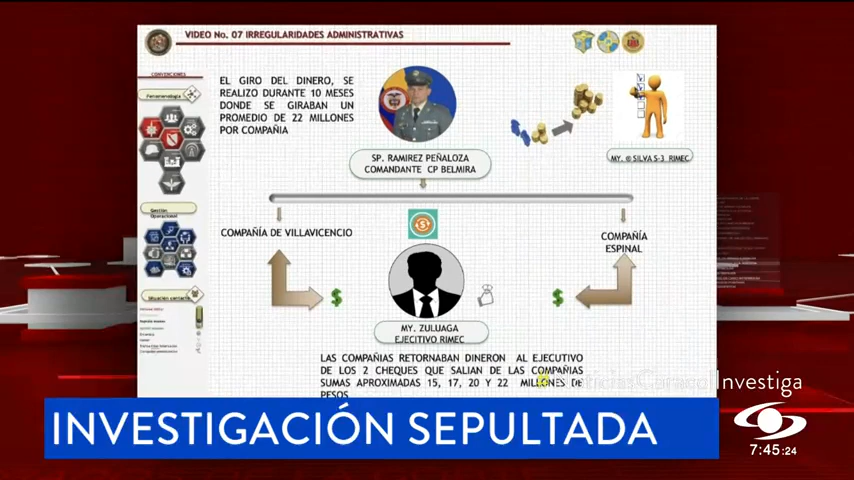 VIDEO No. 07 IRREGULARIDADES ADMINISTRATIVAS
CONVENCIONES
Fenomenología
EL GIRO DEL DINERO, SE
REALIZO DURANTE 10 MESES
DONDE SE GIRABAN UN
PROMEDIO DE 22 MILLONES
POR COMPAÑIA
SP. RAMIREZ PEÑALOZA
COMANDANTE CP BELMIRA
MY. ® SILVA S-3 RIMEC
COMPAÑÍA DE VILLAVICENCIO
COMPAÑÍA
ESPINAL
Gestión
Operacional
MY. ZULUAGA
EJECITIVO RIMEC
LAS COMPAÑIAS RETORNABAN DINERON AL EJECUTIVO
DE LOS 2 CHEQUES QUE SALIAN DE LAS COMPAÑIAS
SUMAS APROXIMADAS 15, 17, 20 Y 22 MILLONES DE
PESOS
NoticiasCaracolInvestiga
INVESTIGACIÓN SEPULTADA
7:45:24